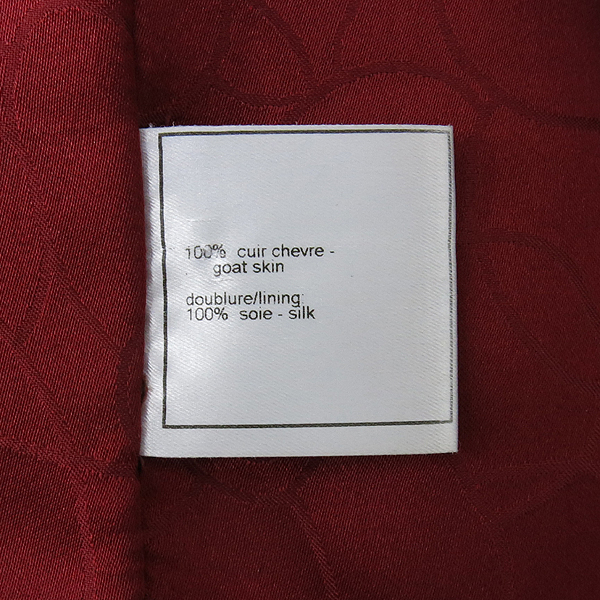 100% cuir chevre -
goat skin
doublure/lining:
100% soie - silk